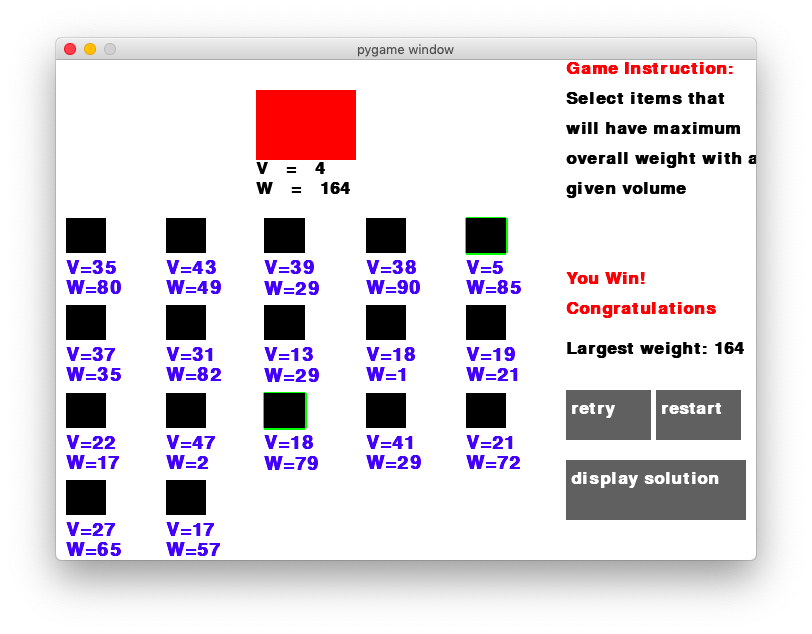 pygame window
Game Instruction:
Select items that
will have maximum
overall weight with a
given volume
V = 4
W = 164
V=35 V=43 V=39 V=38 V=5
W=80 W=49 W=29 W=90 W=85
V=37 V=31 V=13 V=18 V=19
W=35 W=82 W=29 W=1 W=21
V=22 V=47 V=18 V=41 V=21
W=17 W=2 W=79 W=29 W=72
V=27 V=17
W=65 W=57
You Win!
Congratulations
Largest weight: 164
retry restart
display solution